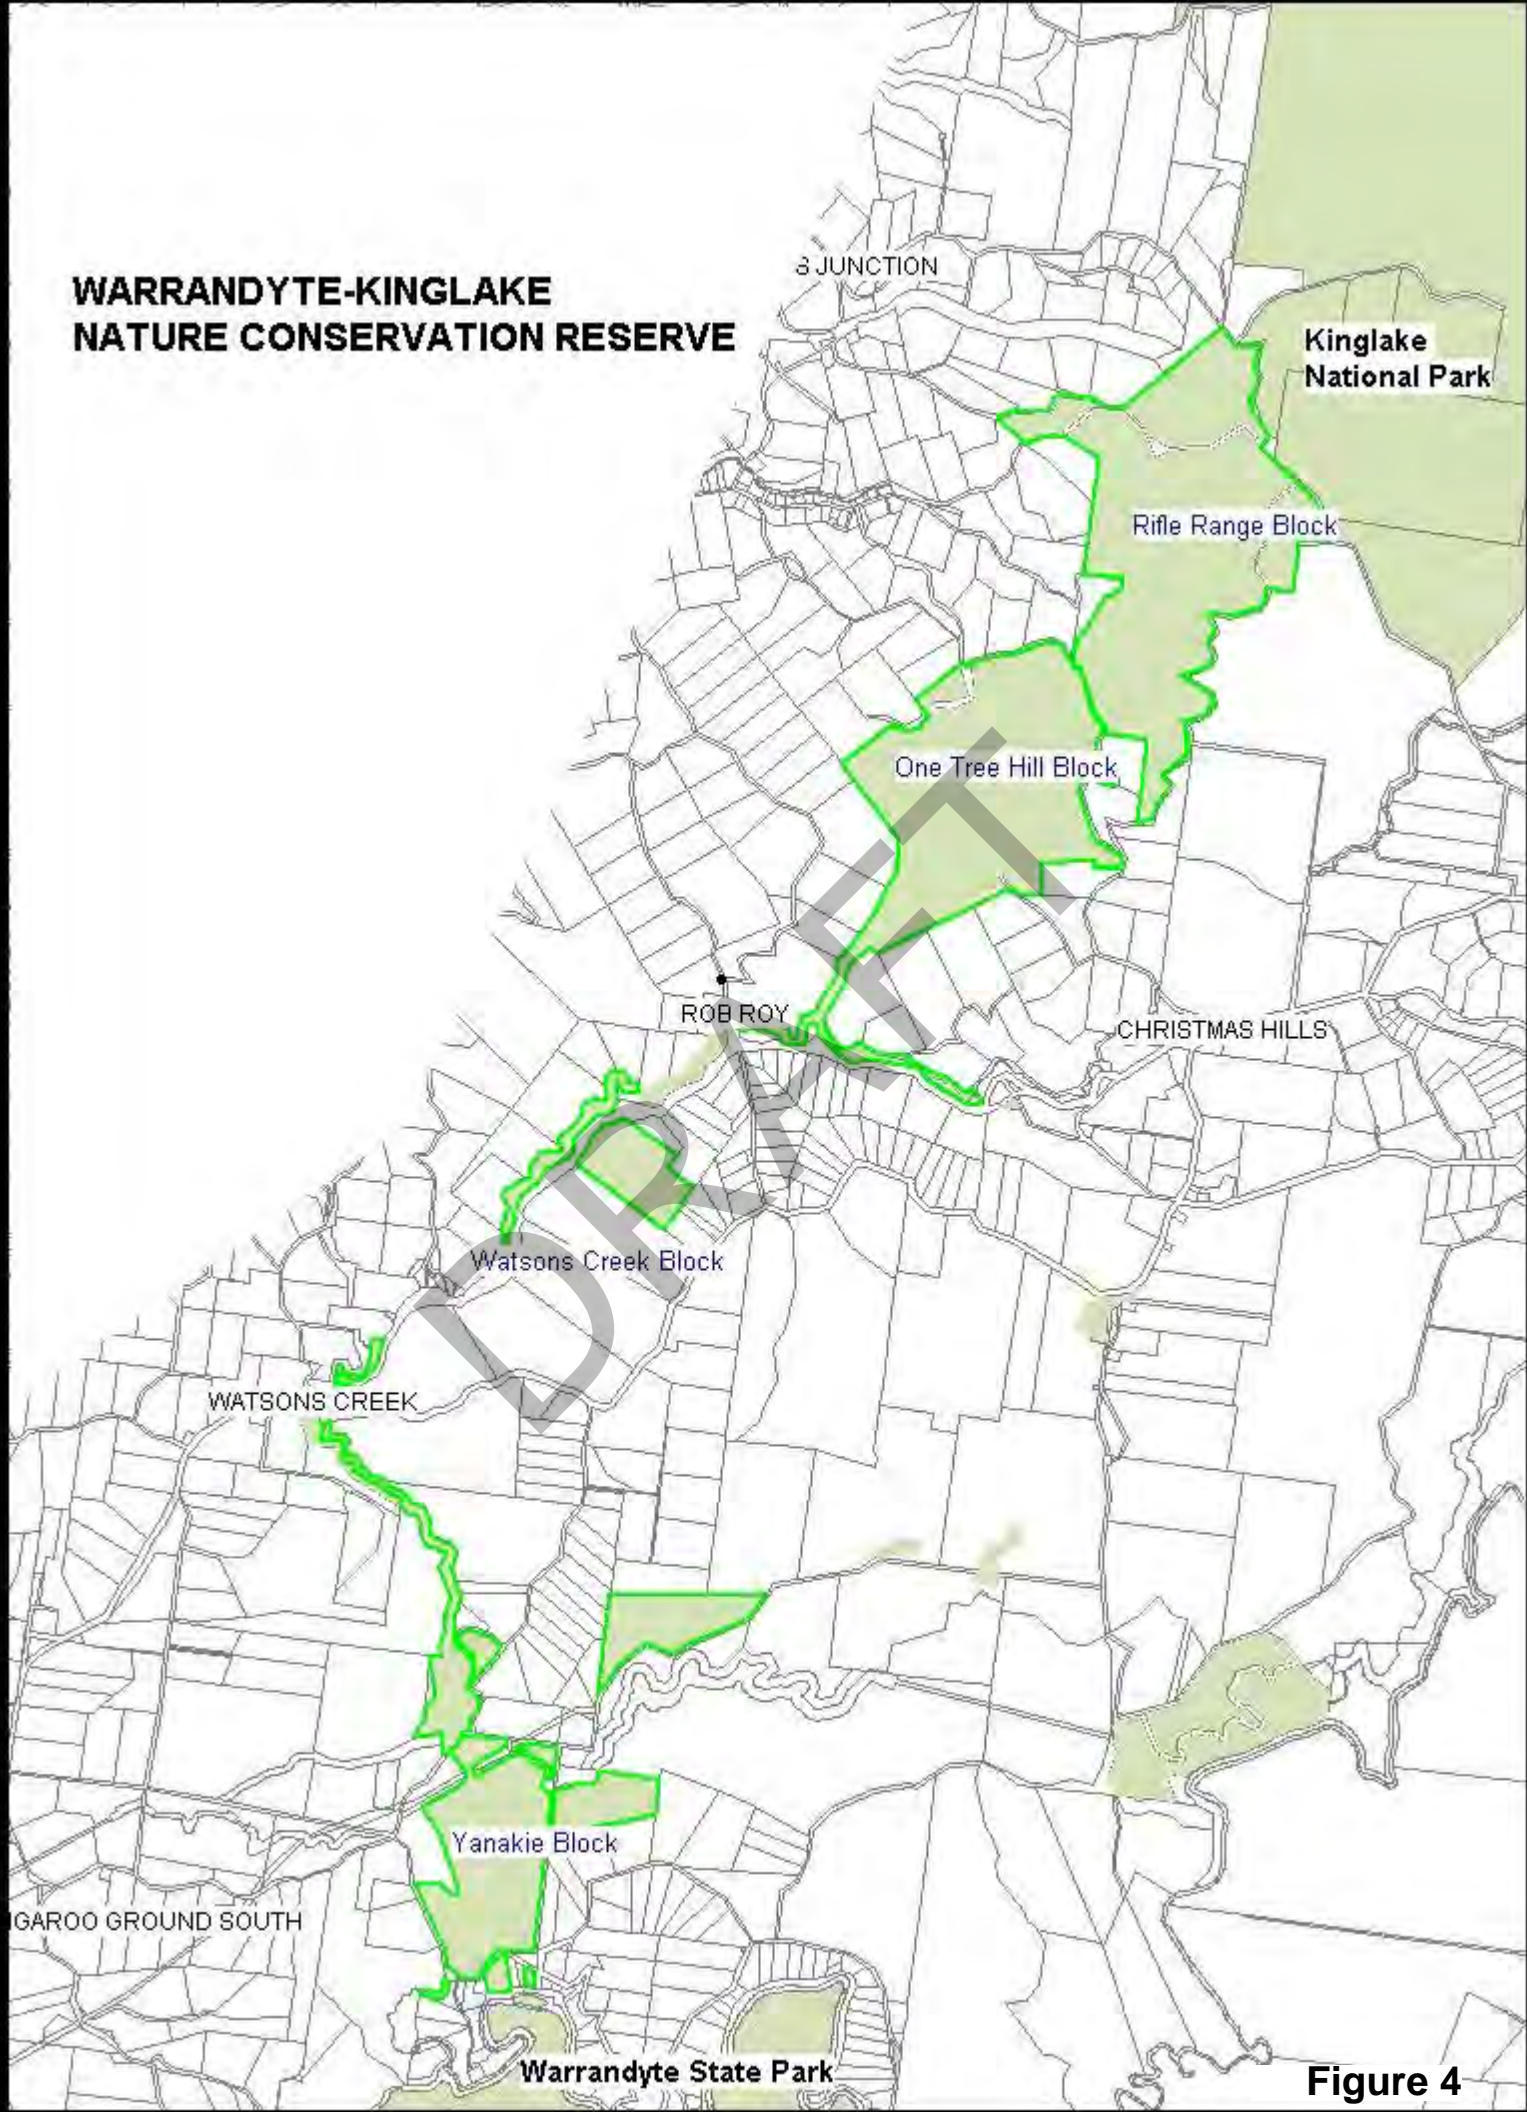 S JUNCTION
WARRANDYTE-KINGLAKE
NATURE CONSERVATION RESERVE
Kinglake
National Park
Rifle Range Block
One Tree Hill Block
ROB ROY
CHRISTMAS HILLS
Watsons Creek Block
WATSONS CREEK
Yanakie Block
GAROO GROUND SOUTH
Warrandyte State Park
Figure 4
DRAFT